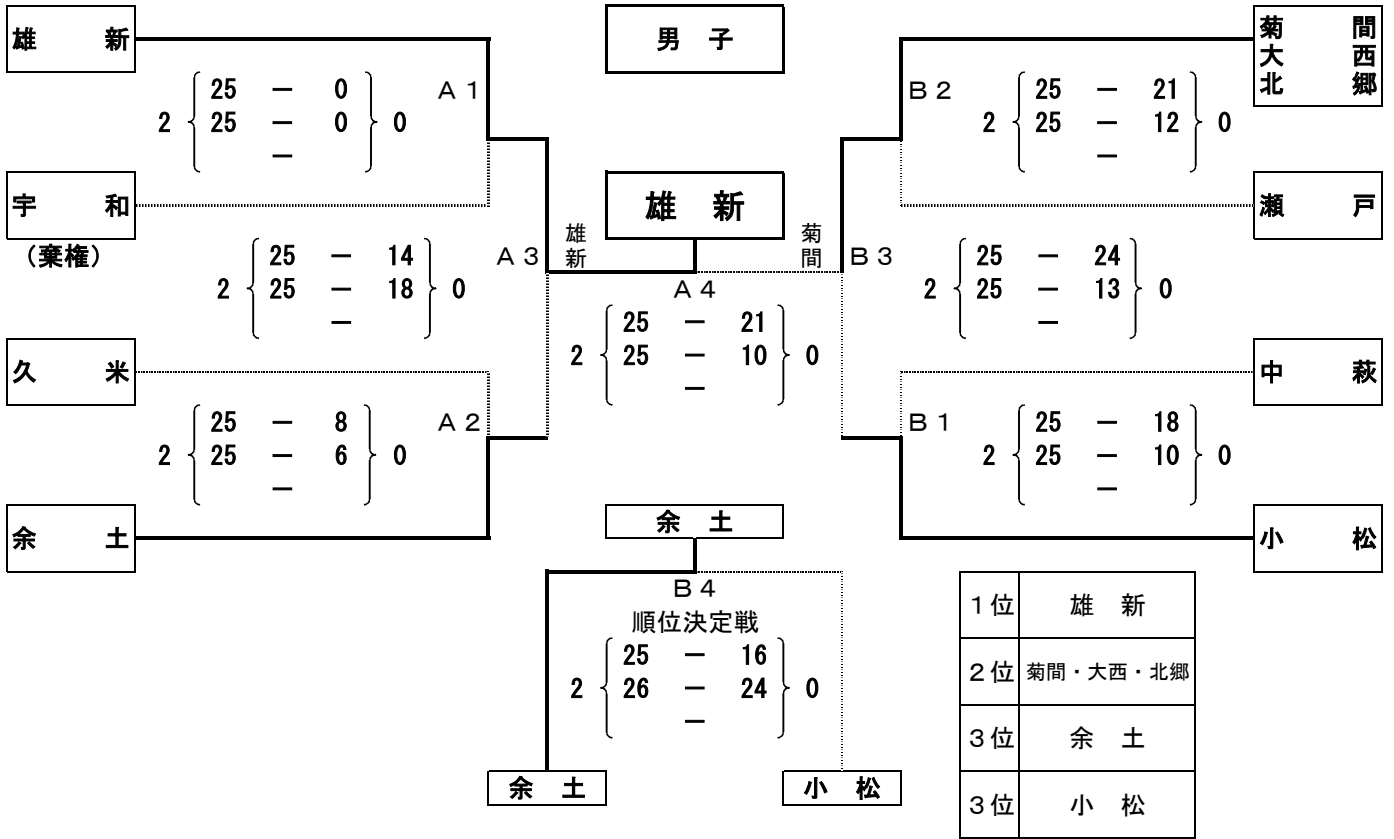 雄 新
男 子
菊 間
大 西
北 郷
A1
2 25 － 0 0
25 － 0
－
B2
2 25 － 21 0
25 － 12
－
宇 和
(棄権)
雄 新
瀬 戸
A3
雄新
菊間
B3
2 25 － 14 0
25 － 18
－
A4
2 25 － 21 0
25 － 10
－
2 25 － 24 0
25 － 13
－
久 米
中 萩
A2
2 25 － 8 0
25 － 6
－
B1
2 25 － 18 0
25 － 10
－
余 土
余 土
小 松
B4
順位決定戦
2 25 － 16 0
26 － 24
－
余 土
小 松
1位 雄 新
2位 菊間・大西・北郷
3位 余 土
3位 小 松